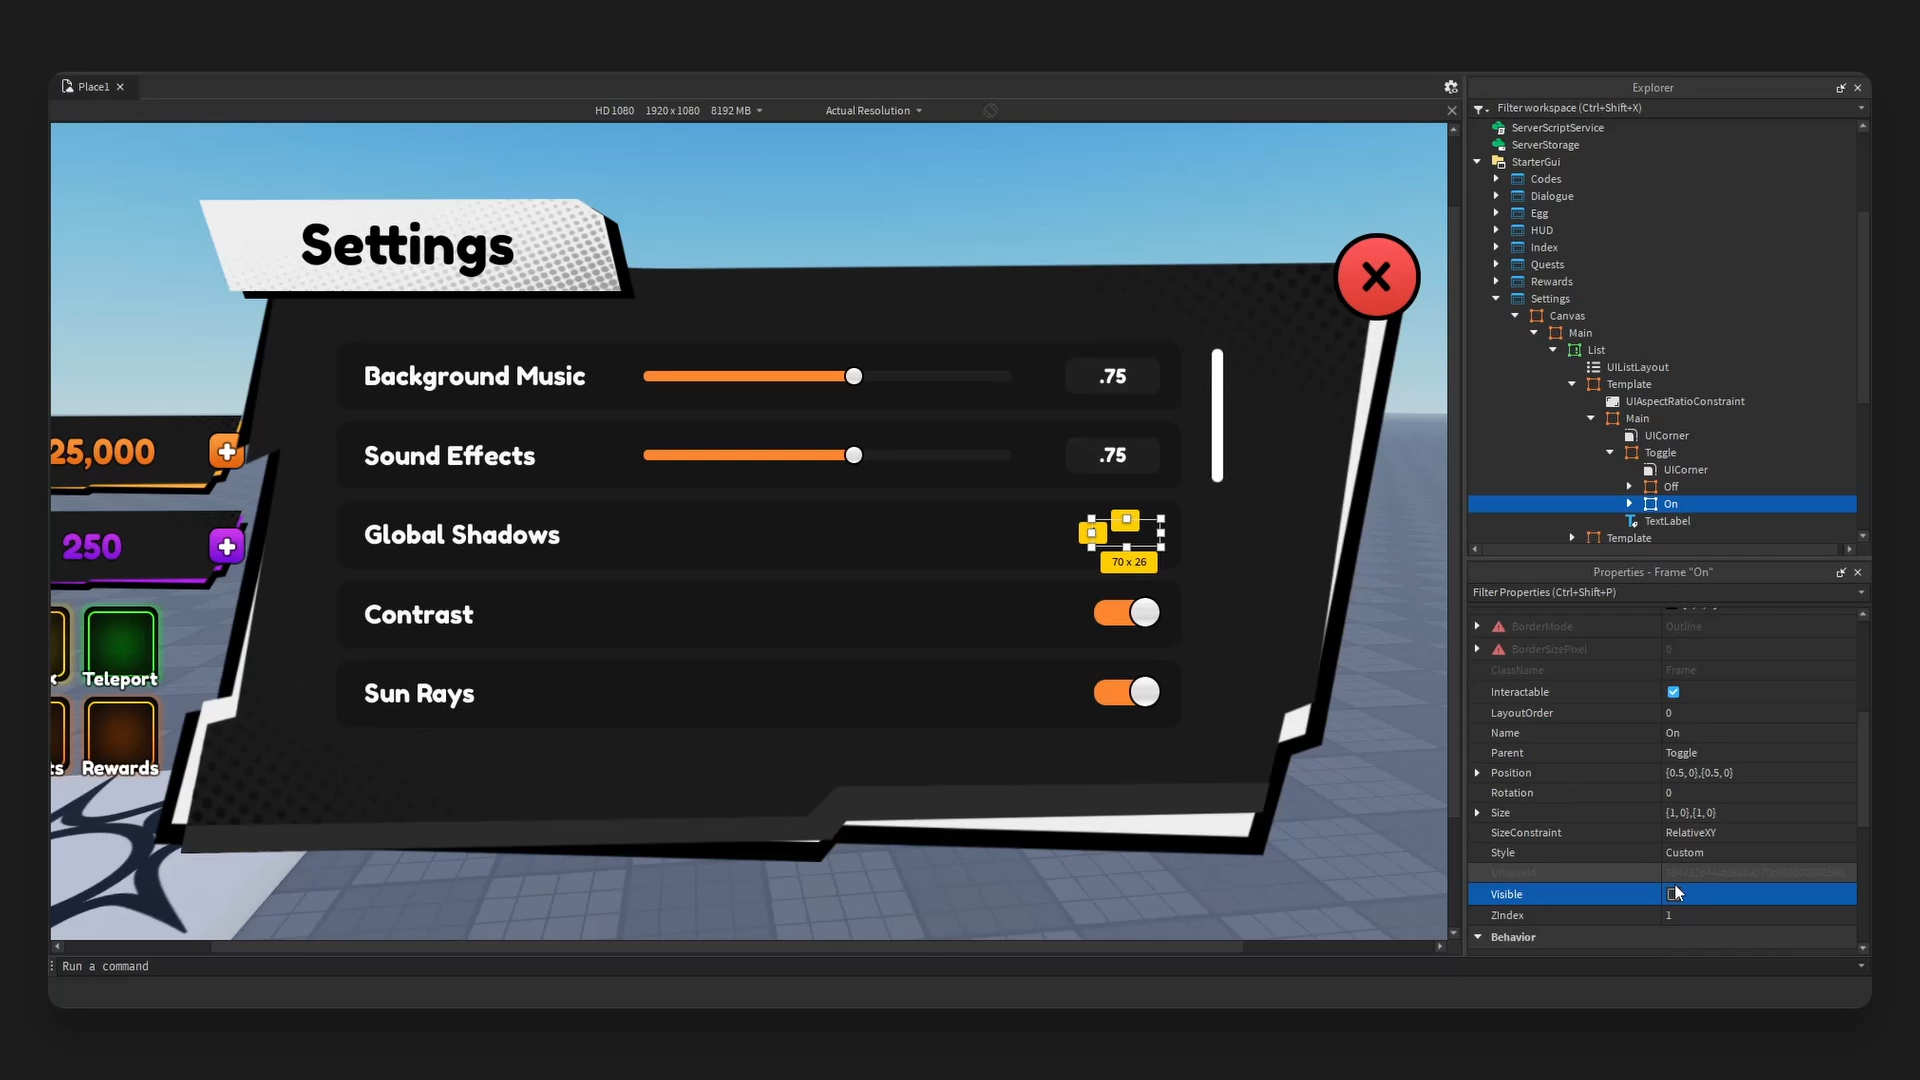 Place1
HD 1080 1920 x 1080 8192 MB
Actual Resolution
Settings
Background Music
.75
Sound Effects
.75
Global Shadows
70 x 26
Contrast
Sun Rays
25,000
250
Teleport
ts
Rewards
Run a command
Explorer
Filter workspace (Ctrl+Shift+X)
ServerScriptService
ServerStorage
StarterGui
Codes
Dialogue
Egg
HUD
Index
Quests
Rewards
Settings
Canvas
Main
List
UIListLayout
Template
UIAspectRatioConstraint
Main
UICorner
Toggle
UICorner
Off
On
TextLabel
Template
Properties - Frame "On"
Filter Properties (Ctrl+Shift+P)
BorderMode Outline
BorderSizePixel 0
ClassName Frame
Interactable
LayoutOrder 0
Name On
Parent Toggle
Position {0.5, 0},{0.5, 0}
Rotation 0
Size {1, 0},{1, 0}
SizeConstraint RelativeXY
Style Custom
UniqueId
Visible
ZIndex 1
Behavior